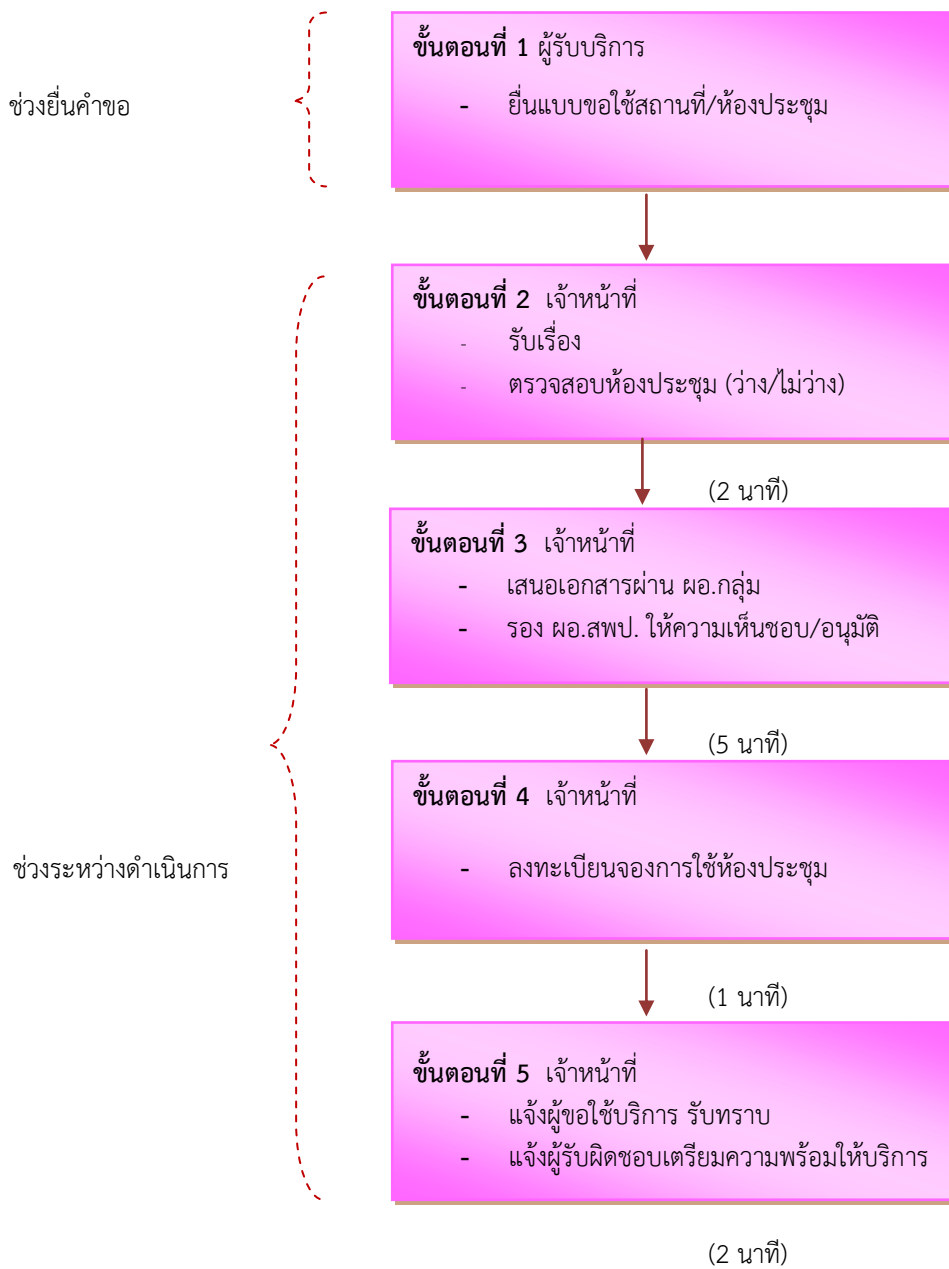 ขั้นตอนที่ 1 ผู้รับบริการ
ช่วงยื่นคำขอ
- ยื่นแบบขอใช้สถานที่/ห้องประชุม
ขั้นตอนที่ 2 เจ้าหน้าที่
- รับเรื่อง
- ตรวจสอบห้องประชุม (ว่าง/ไม่ว่าง)
(2 นาที)
ขั้นตอนที่ 3 เจ้าหน้าที่
- เสนอเอกสารผ่าน ผอ.กลุ่ม
- รอง ผอ.สพป. ให้ความเห็นชอบ/อนุมัติ
(5 นาที)
ขั้นตอนที่ 4 เจ้าหน้าที่
ช่วงระหว่างดำเนินการ
- ลงทะเบียนจองการใช้ห้องประชุม
(1 นาที)
ขั้นตอนที่ 5 เจ้าหน้าที่
- แจ้งผู้ขอใช้บริการ รับทราบ
- แจ้งผู้รับผิดชอบเตรียมความพร้อมให้บริการ
(2 นาที)